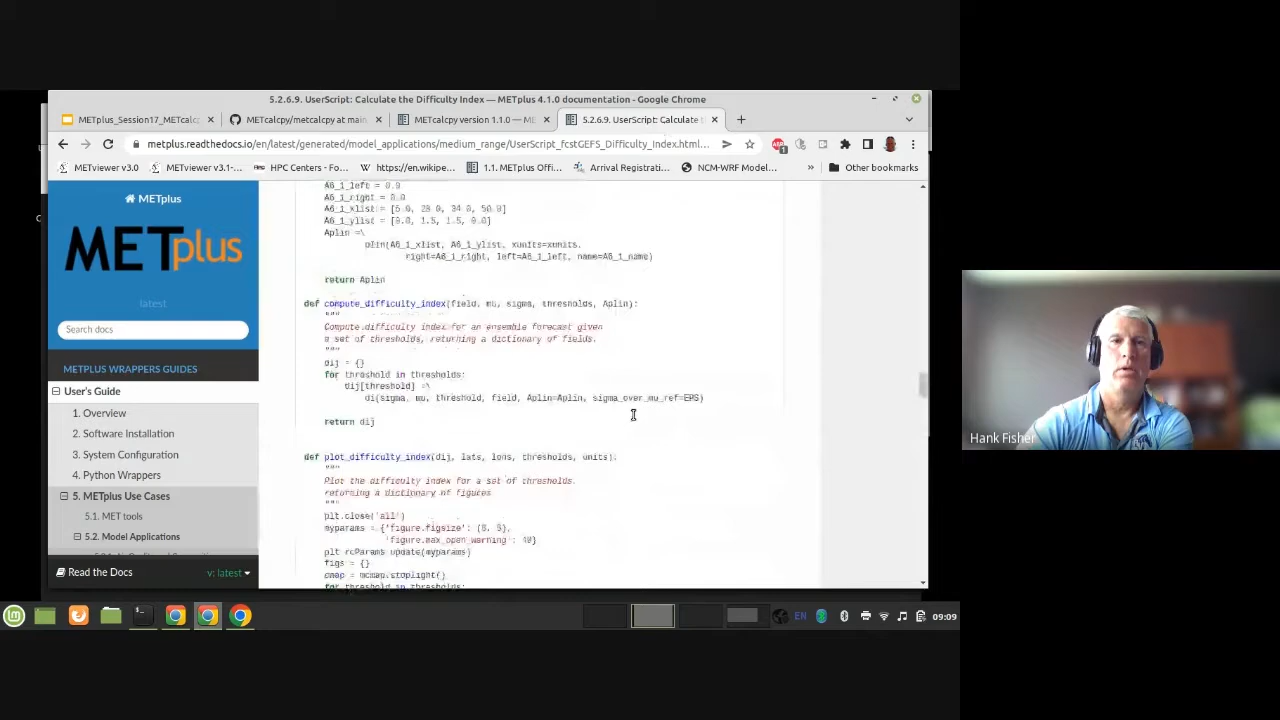 5.2.6.9. UserScript: Calculate the Difficulty Index — METplus 4.1.0 documentation - Google Chrome
METplus_Session17_METcalc
METcalcpy/metcalcpy at main
METcalcpy version 1.1.0 — ME
5.2.6.9. UserScript: Calculate
metplus.readthedocs.io/en/latest/generated/model_applications/medium_range/UserScript_fcstGEFS_Difficulty_Index.html...
METviewer v3.0
METviewer v3.1-...
HPC Centers - Fo...
https://en.wikipe...
1.1. METplus Offi...
Arrival Registrati...
NCM-WRF Model...
»
Other bookmarks
METplus
METplus
latest
Search docs
METPLUS WRAPPERS GUIDES
User's Guide
1. Overview
2. Software Installation
3. System Configuration
4. Python Wrappers
5. METplus Use Cases
5.1. MET tools
5.2. Model Applications
Read the Docs
v: latest
A6_1_left = 0.0
A6_1_right = 0.0
A6_1_xlist = [5.0, 28.0, 34.0, 50.0]
A6_1_ylist = [0.0, 1.5, 1.5, 0.0]
Aplin =\
plin(A6_1_xlist, A6_1_ylist, xunits=xunits,
right=A6_1_right, left=A6_1_left, name=A6_1_name)
return Aplin
def compute_difficulty_index(field, mu, sigma, thresholds, Aplin):
"""
Compute difficulty index for an ensemble forecast given
a set of thresholds, returning a dictionary of fields.
"""
dij = {}
for threshold in thresholds:
dij[threshold] =\
di(sigma, mu, threshold, field, Aplin=Aplin, sigma_over_mu_ref=EPS)
return dij
def plot_difficulty_index(dij, lats, lons, thresholds, units):
"""
Plot the difficulty index for a set of thresholds,
returning a dictionary of figures
"""
plt.close('all')
myparams = {'figure.figsize': (8, 5),
'figure.max_open_warning': 40}
plt.rcParams.update(myparams)
figs = {}
cmap = mcmap.stoplight()
for threshold in thresholds:
Hank Fisher
EN
09:09